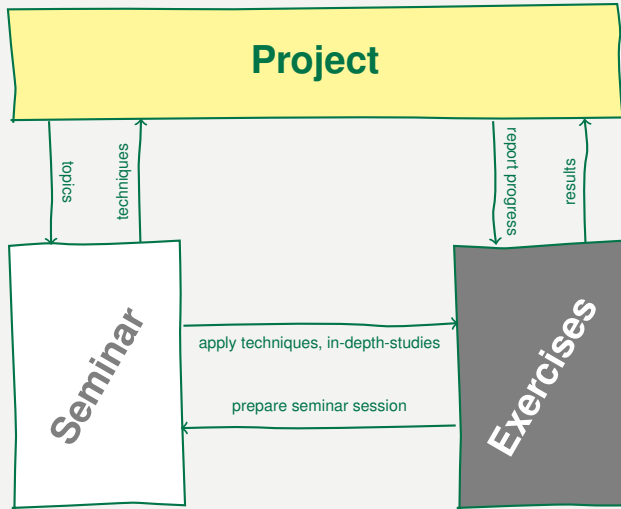 Project
topics
techniques
report progress
results
Seminar
apply techniques, in-depth-studies
prepare seminar session
Exercises